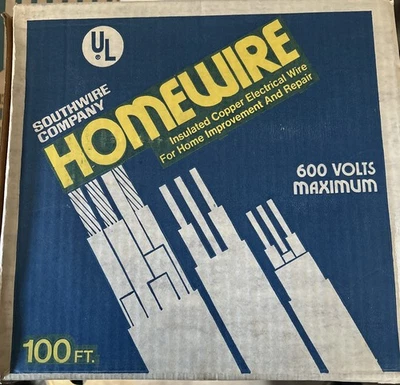 UL
SOUTHWIRE
COMPANY
HOMEWIRE
Insulated Copper Electrical Wire
For Home Improvement And Repair
600 VOLTS
MAXIMUM
100 FT.